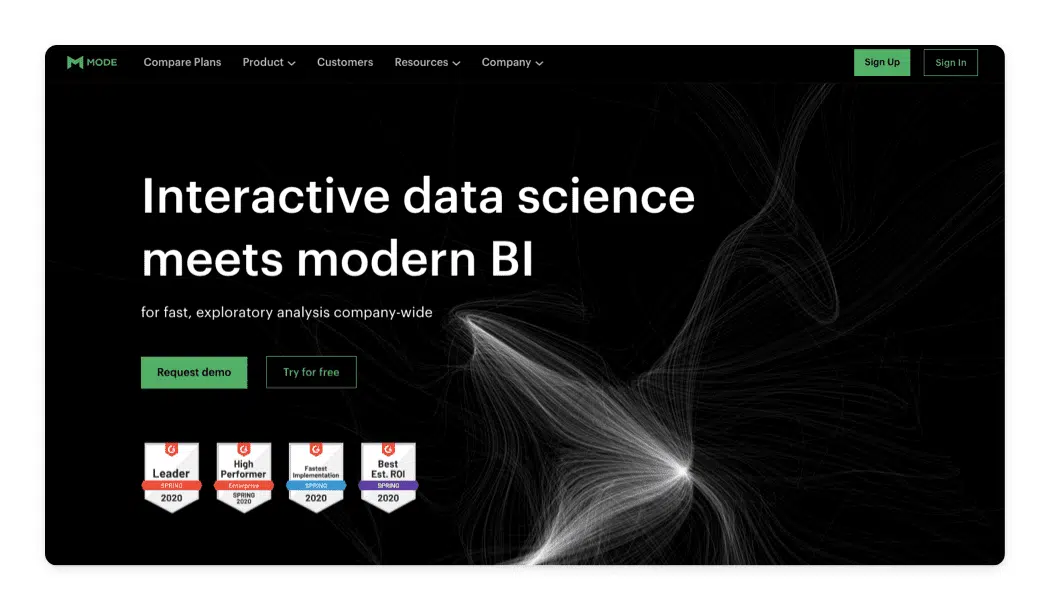 MODE
Compare Plans
Product
Customers
Resources
Company
Sign Up
Sign In
Interactive data science
meets modern BI
for fast, exploratory analysis company-wide
Request demo
Try for free
Leader
SPRING
2020
High
Performer
Enterprise
SPRING
2020
Fastest
Implementation
SPRING
2020
Best
Est. ROI
SPRING
2020